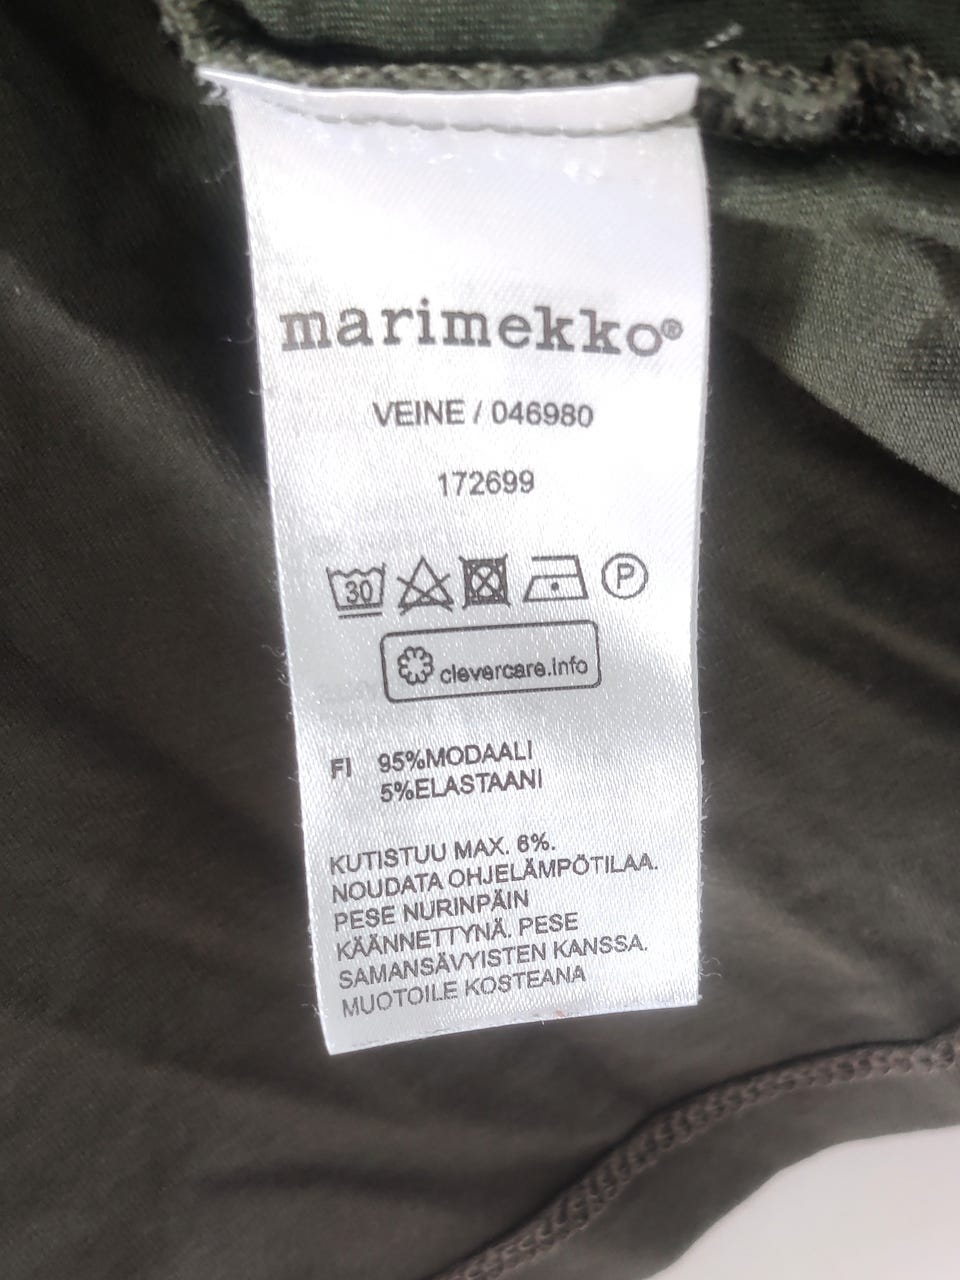 marimekko®
VEINE / 046980
172699
30 P
clevercare.info
FI 95%MODAALI
5%ELASTAANI
KUTISTUU MAX. 6%.
NOUDATA OHJELÄMPÖTILAA.
PESE NURINPÄIN
KÄÄNNETTYNÄ. PESE
SAMANSÄVYISTEN KANSSA.
MUOTOILE KOSTEANA